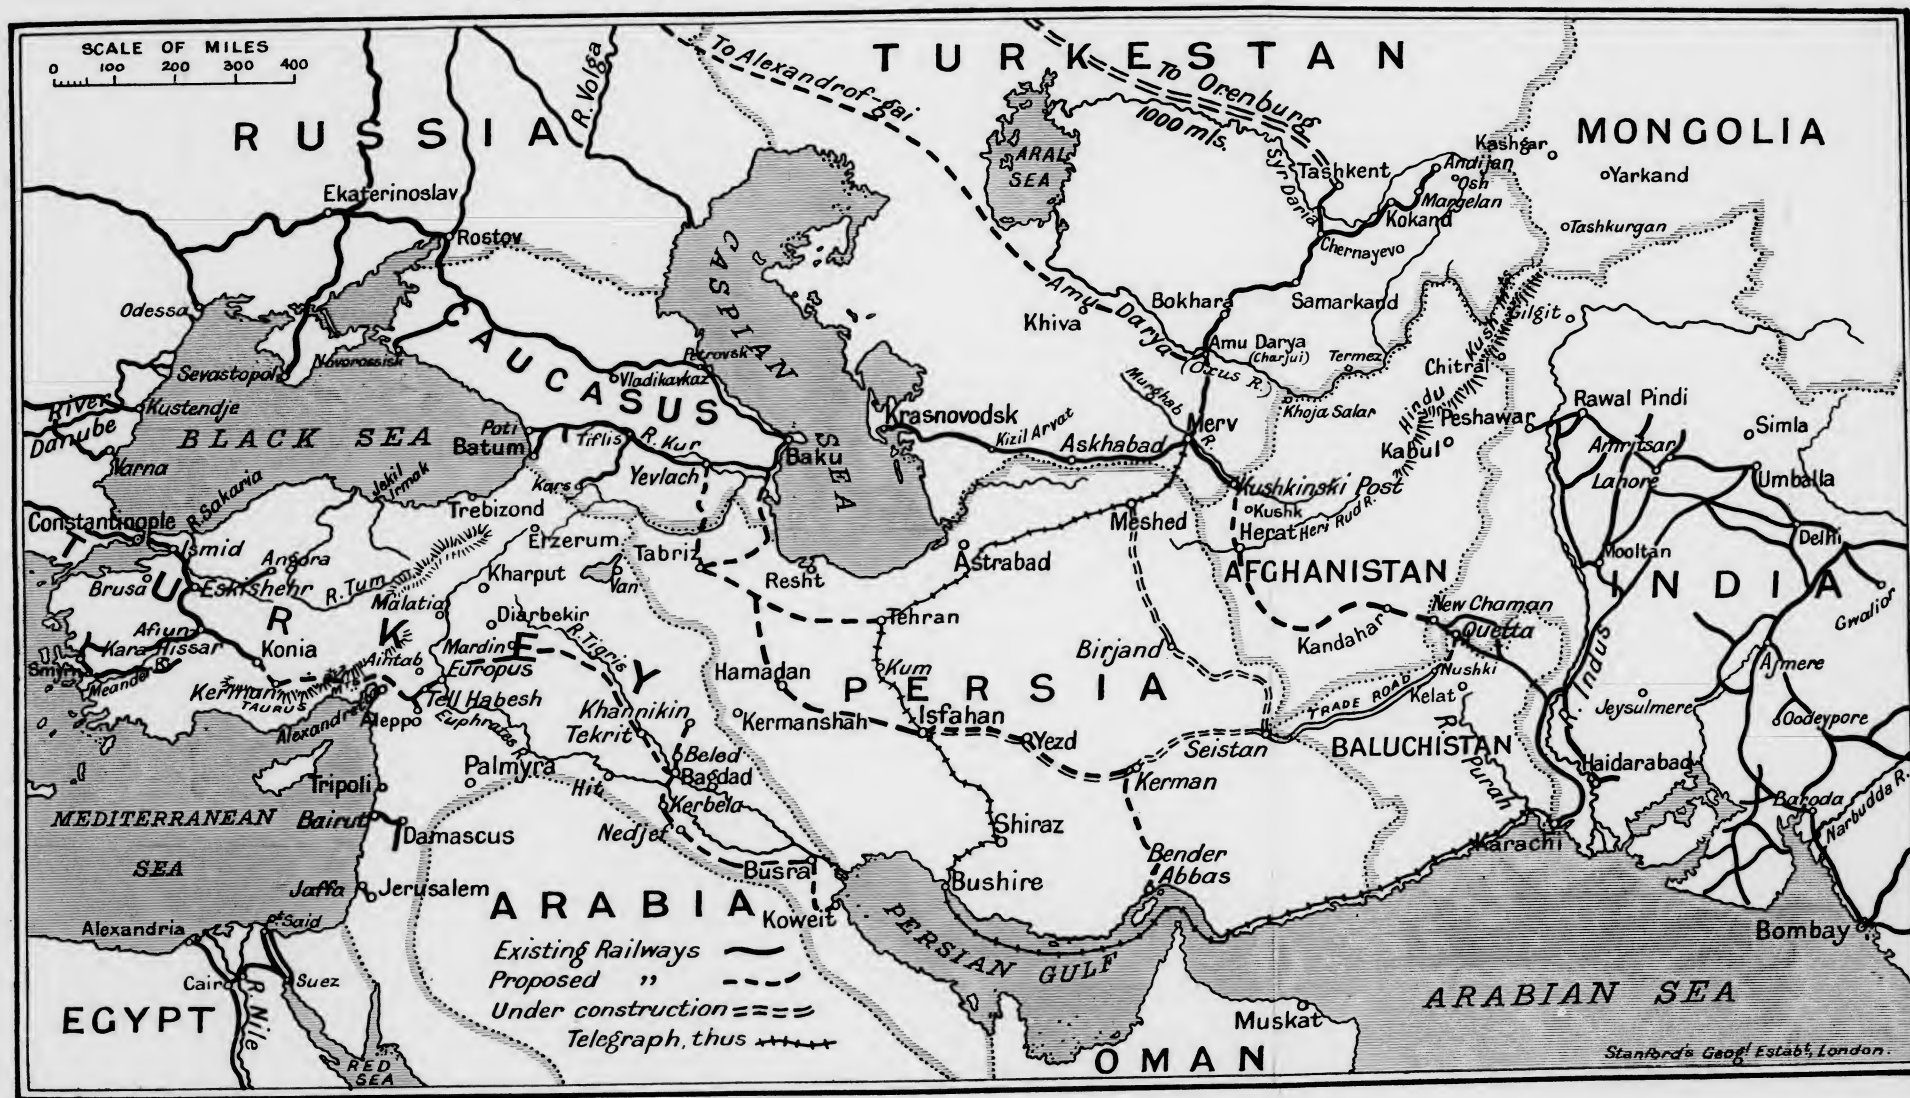 SCALE OF MILES
0 100 200 300 400
TURKESTAN
To Alexandrof-gai
To Orenburg
1000 mls.
R. Volga
RUSSIA
MONGOLIA
Kashgar
Yarkand
Andijan
Osh
Margelan
Kokand
Tashkent
Syr Daria
Chernayevo
Tashkurgan
ARAL
SEA
Ekaterinoslav
Rostov
Odessa
CASPIAN SEA
Amu Darya
Bokhara
Samarkand
Khiva
Gilgit
Hindu Kush Mts
Amu Darya
(Charjui)
(Oxus R.)
Termez
Chitral
Sevastopol
Novorossisk
CAUCASUS
Petrovsk
Vladikavkaz
Murghab R.
Khoja Salar
River
Danube
Kustendje
BLACK SEA
Poti
Batum
Tiflis
R. Kur
Krasnovodsk
Kizil Arvat
Askhabad
Merv
Peshawar
Rawal Pindi
Simla
Kabul
Amritsar
Lahore
Umballa
Varna
Baku
Yevlach
Kars
Jekil Irmak
R. Sakaria
Kushkinski Post
Kushk
Herat
Heri Rud R.
Constantinople
Trebizond
Meshed
Ismid
Erzerum
Tabriz
Resht
Astrabad
Mooltan
Delhi
Angora
Brusa
Eskishehr
R. Tum
Kharput
Van
AFGHANISTAN
INDIA
TURKEY
Malatia
Diarbekir
Tehran
New Chaman
Gwalior
Afiun
Kara Hissar
Konia
Mardin
R. Tigris
Kandahar
Quetta
Smyrna
Meander R.
Aintab
Europus
Birjand
Kum
Hamadan
Nushki
Kelat
Ajmere
R. Indus
Kerman
TAURUS
Tell Habesh
PERSIA
TRADE ROAD
Alexandretta
Aleppo
Euphrates R.
Khannikin
Tekrit
Kermanshah
Isfahan
Yezd
Seistan
BALUCHISTAN
R. Purah
Jeysulmere
Oodeypore
Beled
Bagdad
Palmyra
Hit
Kerman
Haidarabad
Tripoli
Kerbela
Baroda
Narbudda R.
MEDITERRANEAN
SEA
Bairut
Damascus
Nedjef
Shiraz
Karachi
Busra
Bushire
Bender
Abbas
Jaffa
Jerusalem
ARABIA
Koweit
PERSIAN GULF
Bombay
Alexandria
Pt. Said
Existing Railways
Proposed "
Under construction
Telegraph, thus
Cairo
Suez
EGYPT
R. Nile
RED
SEA
ARABIAN SEA
Muskat
OMAN
Stanford's Geogl. Estabt., London.